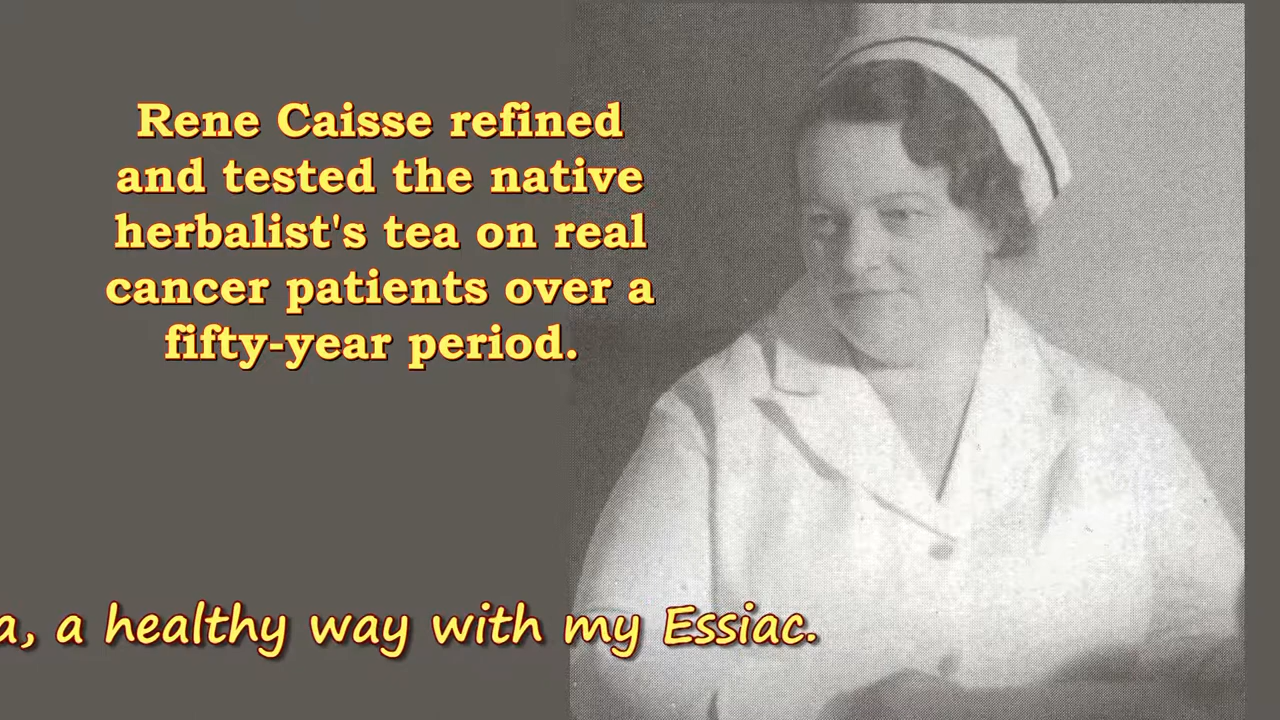 Rene Caisse refined
and tested the native
herbalist's tea on real
cancer patients over a
fifty-year period.
a, a healthy way with my Essiac.